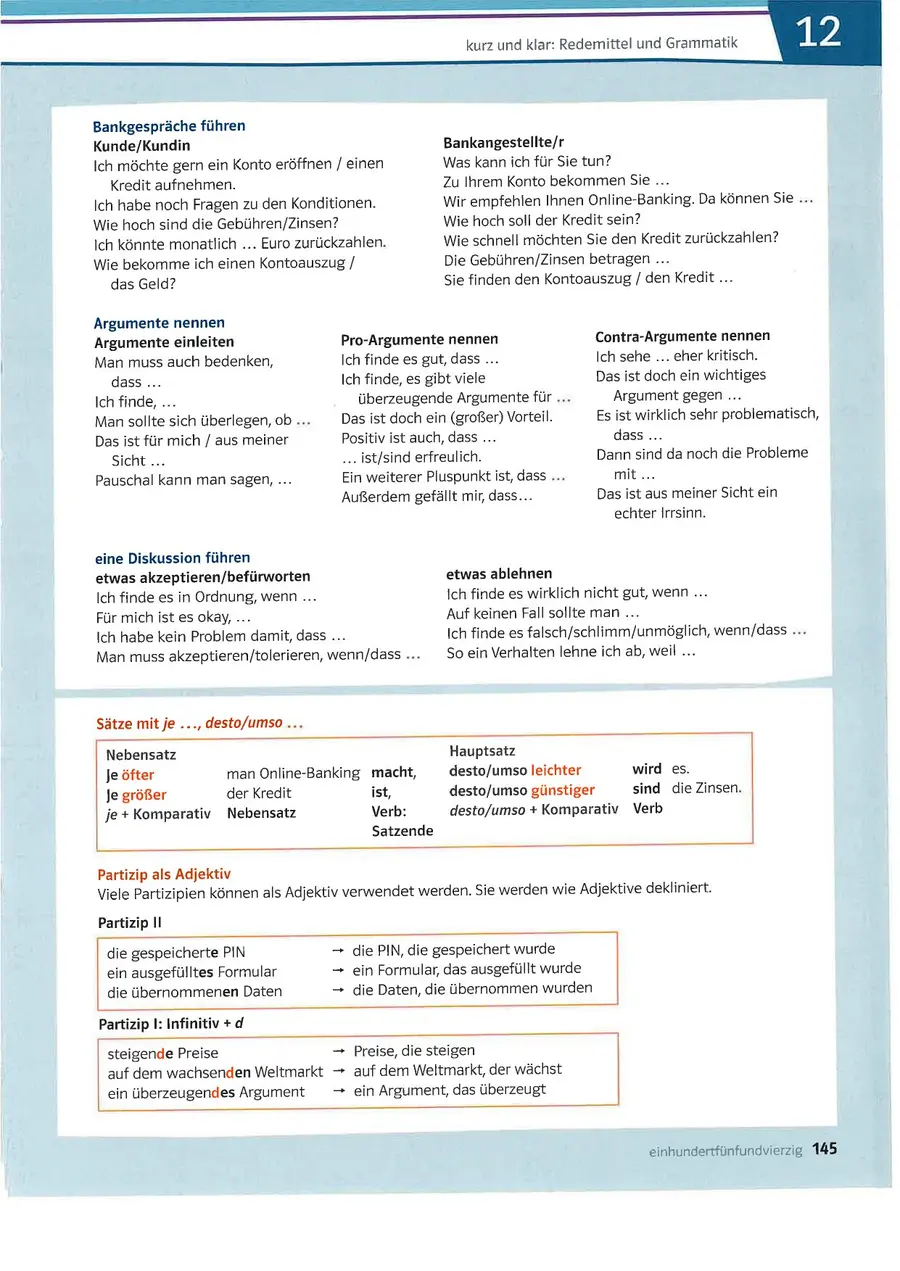 kurz und klar: Redemittel und Grammatik
12
Bankgespräche führen
Kunde/Kundin
Ich möchte gern ein Konto eröffnen / einen
Kredit aufnehmen.
Ich habe noch Fragen zu den Konditionen.
Wie hoch sind die Gebühren/Zinsen?
Ich könnte monatlich ... Euro zurückzahlen.
Wie bekomme ich einen Kontoauszug /
das Geld?
Bankangestellte/r
Was kann ich für Sie tun?
Zu Ihrem Konto bekommen Sie ...
Wir empfehlen Ihnen Online-Banking. Da können Sie ...
Wie hoch soll der Kredit sein?
Wie schnell möchten Sie den Kredit zurückzahlen?
Die Gebühren/Zinsen betragen ...
Sie finden den Kontoauszug / den Kredit ...
Argumente nennen
Argumente einleiten
Man muss auch bedenken,
dass ...
Ich finde, ...
Man sollte sich überlegen, ob ...
Das ist für mich / aus meiner
Sicht ...
Pauschal kann man sagen, ...
Pro-Argumente nennen
Ich finde es gut, dass ...
Ich finde, es gibt viele
überzeugende Argumente für ...
Das ist doch ein (großer) Vorteil.
Positiv ist auch, dass ...
... ist/sind erfreulich.
Ein weiterer Pluspunkt ist, dass ...
Außerdem gefällt mir, dass...
Contra-Argumente nennen
Ich sehe ... eher kritisch.
Das ist doch ein wichtiges
Argument gegen ...
Es ist wirklich sehr problematisch,
dass ...
Dann sind da noch die Probleme
mit ...
Das ist aus meiner Sicht ein
echter Irrsinn.
eine Diskussion führen
etwas akzeptieren/befürworten
Ich finde es in Ordnung, wenn ...
Für mich ist es okay, ...
Ich habe kein Problem damit, dass ...
Man muss akzeptieren/tolerieren, wenn/dass ...
etwas ablehnen
Ich finde es wirklich nicht gut, wenn ...
Auf keinen Fall sollte man ...
Ich finde es falsch/schlimm/unmöglich, wenn/dass ...
So ein Verhalten lehne ich ab, weil ...
Sätze mit je ..., desto/umso ...
Nebensatz Hauptsatz
Je öfter man Online-Banking macht, desto/umso leichter wird es.
Je größer der Kredit ist, desto/umso günstiger sind die Zinsen.
je + Komparativ Nebensatz Verb: desto/umso + Komparativ Verb
Satzende
Partizip als Adjektiv
Viele Partizipien können als Adjektiv verwendet werden. Sie werden wie Adjektive dekliniert.
Partizip II
die gespeicherte PIN → die PIN, die gespeichert wurde
ein ausgefülltes Formular → ein Formular, das ausgefüllt wurde
die übernommenen Daten → die Daten, die übernommen wurden
Partizip I: Infinitiv + d
steigende Preise → Preise, die steigen
auf dem wachsenden Weltmarkt → auf dem Weltmarkt, der wächst
ein überzeugendes Argument → ein Argument, das überzeugt
einhundertfünfundvierzig 145